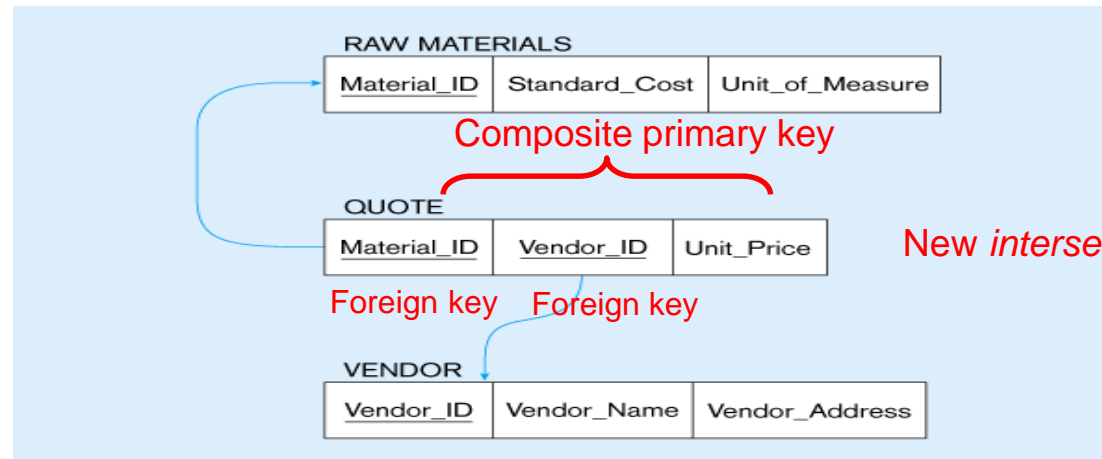 RAW MATERIALS
Material_ID Standard_Cost Unit_of_Measure
Composite primary key
QUOTE
Material_ID Vendor_ID Unit_Price
New interse
Foreign key Foreign key
VENDOR
Vendor_ID Vendor_Name Vendor_Address